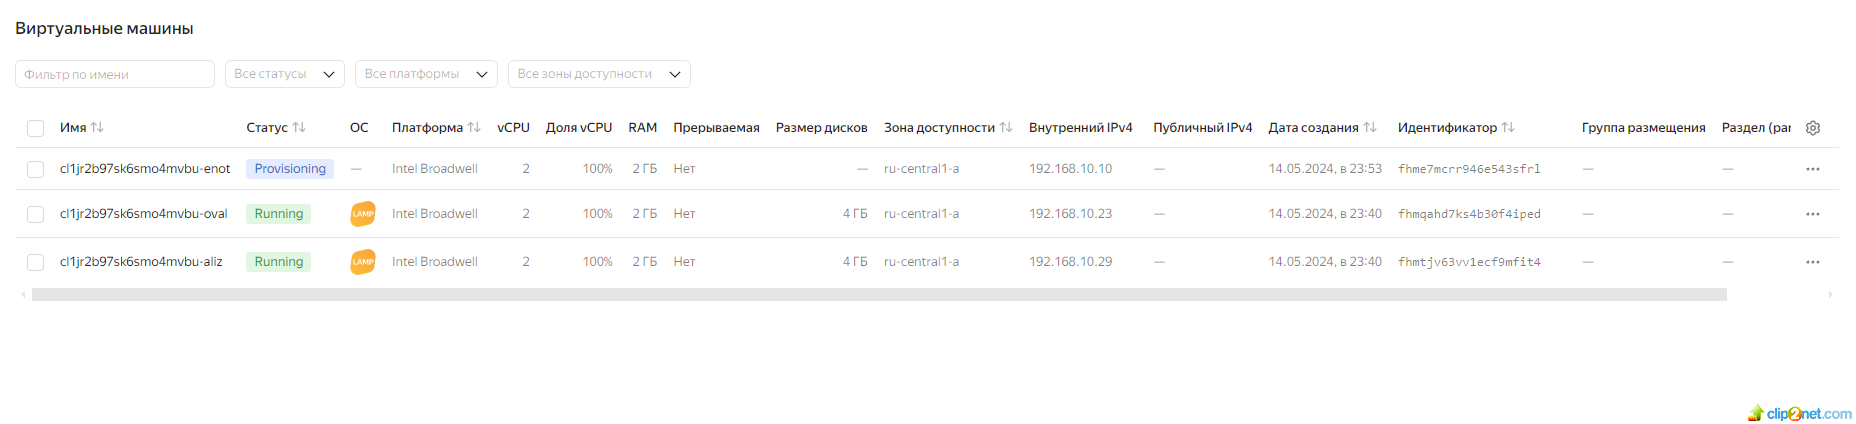 Виртуальные машины
Фильтр по имени Все статусы Все платформы Все зоны доступности
Имя Статус ОС Платформа vCPU Доля vCPU RAM Прерываемая Размер дисков Зона доступности Внутренний IPv4 Публичный IPv4 Дата создания Идентификатор Группа размещения Раздел (par
cl1jr2b97sk6smo4mvbu-enot Provisioning — Intel Broadwell 2 100% 2 ГБ Нет — ru-central1-a 192.168.10.10 — 14.05.2024, в 23:53 fhme7mcrr946e543sfrl — —
cl1jr2b97sk6smo4mvbu-oval Running LAMP Intel Broadwell 2 100% 2 ГБ Нет 4 ГБ ru-central1-a 192.168.10.23 — 14.05.2024, в 23:40 fhmqahd7ks4b30f4iped — —
cl1jr2b97sk6smo4mvbu-aliz Running LAMP Intel Broadwell 2 100% 2 ГБ Нет 4 ГБ ru-central1-a 192.168.10.29 — 14.05.2024, в 23:40 fhmtjv63vv1ecf9mfit4 — —
clip2net.com